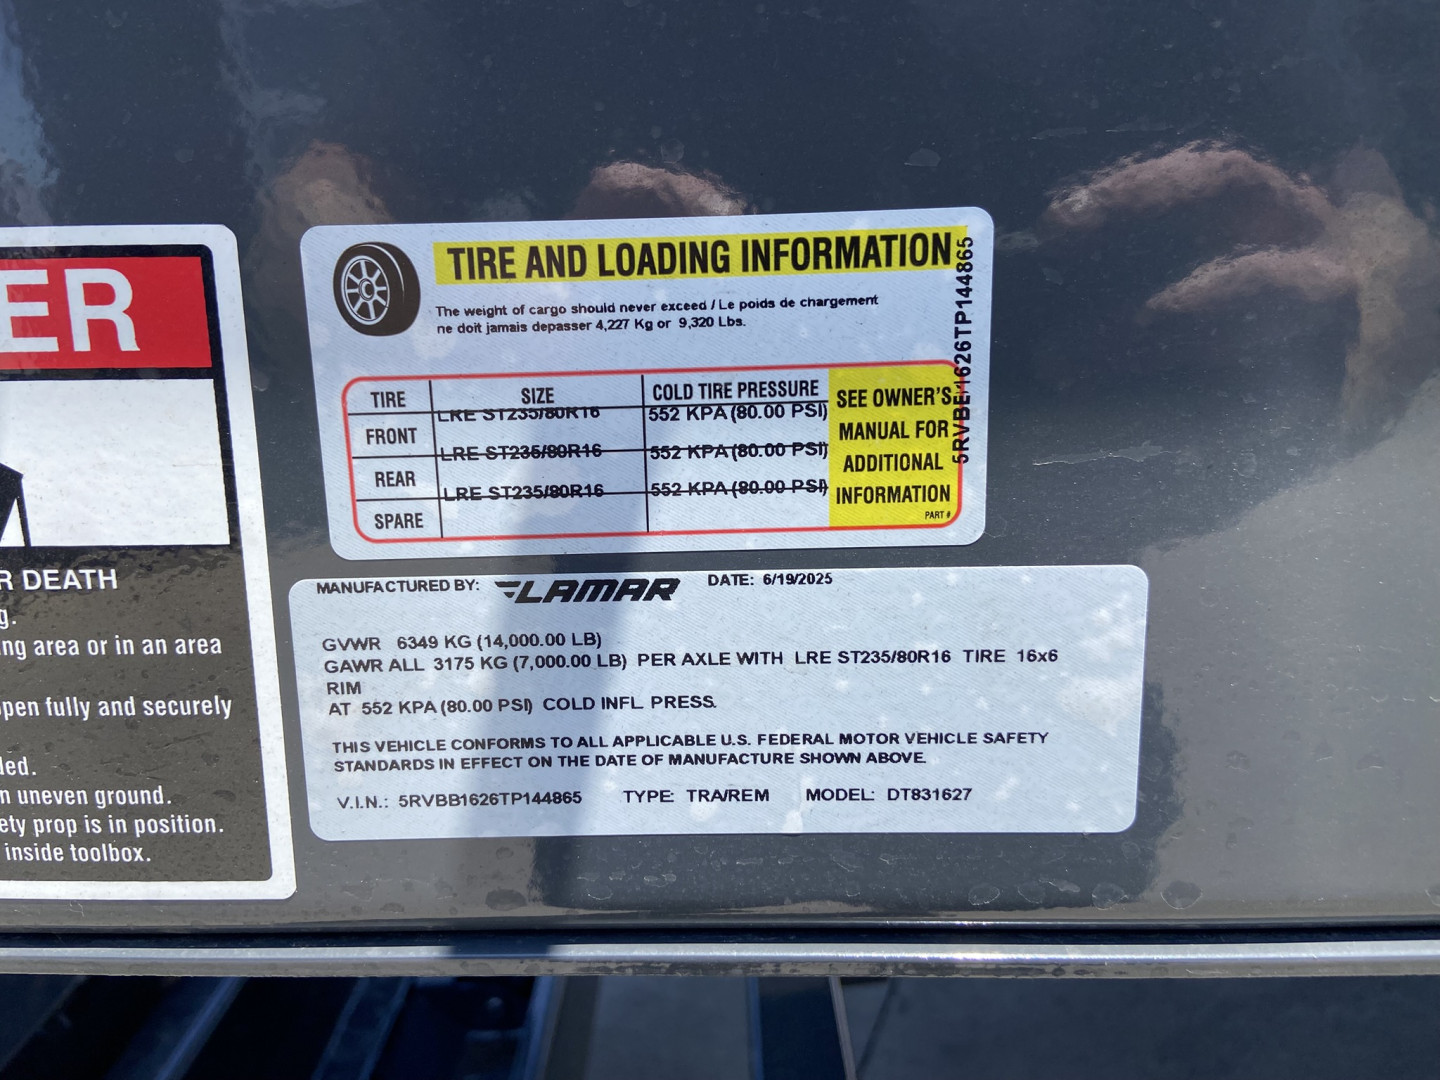 ER
R DEATH
g.
ng area or in an area
open fully and securely
led.
n uneven ground.
ety prop is in position.
inside toolbox.
TIRE AND LOADING INFORMATION
The weight of cargo should never exceed / Le poids de chargement
ne doit jamais depasser 4,227 Kg or 9,320 Lbs.
TIRE SIZE COLD TIRE PRESSURE
FRONT LRE ST235/80R16 552 KPA (80.00 PSI)
REAR LRE ST235/80R16 552 KPA (80.00 PSI)
SPARE LRE ST235/80R16 552 KPA (80.00 PSI)
SEE OWNER'S
MANUAL FOR
ADDITIONAL
INFORMATION
PART #
MANUFACTURED BY: LAMAR DATE: 6/19/2025
GVWR 6349 KG (14,000.00 LB)
GAWR ALL 3175 KG (7,000.00 LB) PER AXLE WITH LRE ST235/80R16 TIRE 16x6
RIM
AT 552 KPA (80.00 PSI) COLD INFL. PRESS.
THIS VEHICLE CONFORMS TO ALL APPLICABLE U.S. FEDERAL MOTOR VEHICLE SAFETY
STANDARDS IN EFFECT ON THE DATE OF MANUFACTURE SHOWN ABOVE.
V.I.N.: 5RVBB1626TP144865 TYPE: TRA/REM MODEL: DT831627